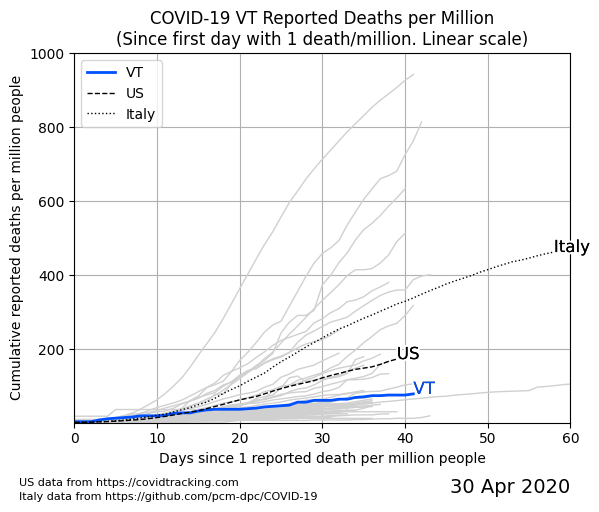 COVID-19 VT Reported Deaths per Million
(Since first day with 1 death/million. Linear scale)
1000
800
600
400
200
Cumulative reported deaths per million people
VT
US
Italy
Italy
US
VT
0 10 20 30 40 50 60
Days since 1 reported death per million people
US data from https://covidtracking.com
Italy data from https://github.com/pcm-dpc/COVID-19
30 Apr 2020